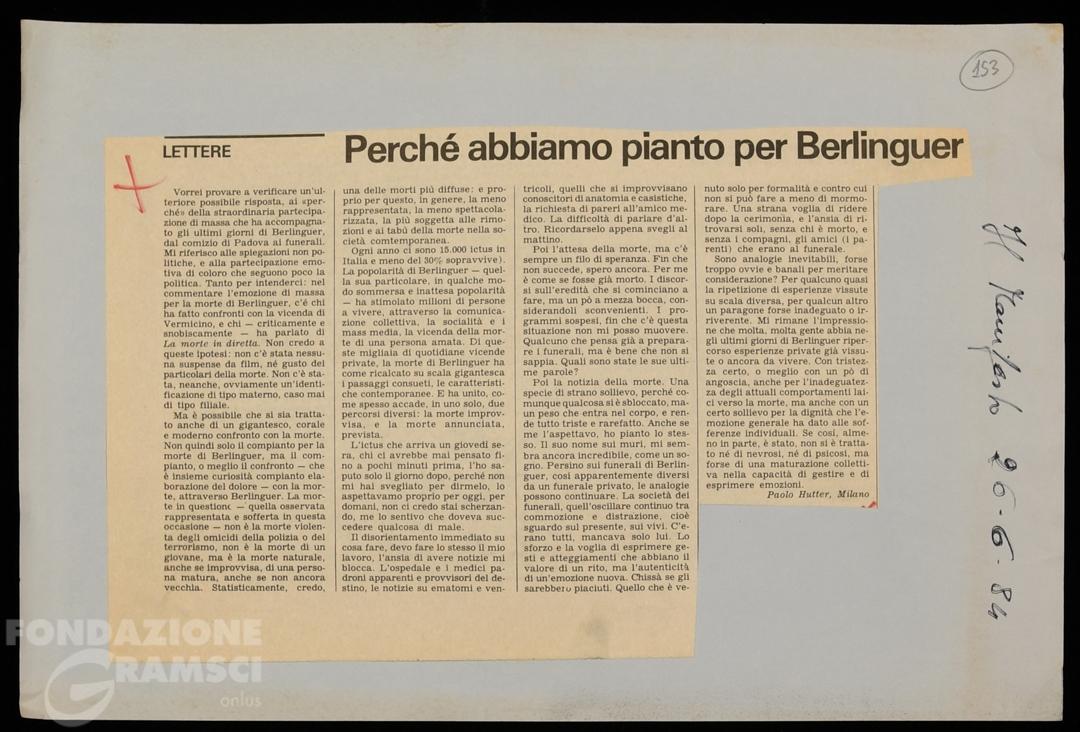 153
LETTERE
Perché abbiamo pianto per Berlinguer
Vorrei provare a verificare un'ul-
teriore possibile risposta, ai «per-
ché» della straordinaria partecipa-
zione di massa che ha accompagna-
to gli ultimi giorni di Berlinguer,
dal comizio di Padova ai funerali.
Mi riferisco alle spiegazioni non po-
litiche, e alla partecipazione emo-
tiva di coloro che seguono poco la
politica. Tanto per intenderci: nel
commentare l'emozione di massa
per la morte di Berlinguer, c'é chi
ha fatto confronti con la vicenda di
Vermicino, e chi — criticamente e
snobisticamente — ha parlato di
La morte in diretta. Non credo a
queste ipotesi: non c'è stata nessu-
na suspense da film, né gusto dei
particolari della morte. Non c'è sta-
ta, neanche, ovviamente un'identi-
ficazione di tipo materno, caso mai
di tipo filiale.
Ma è possibile che si sia tratta-
to anche di un gigantesco, corale
e moderno confronto con la morte.
Non quindi solo il compianto per la
morte di Berlinguer, ma il com-
pianto, o meglio il confronto — che
è insieme curiosità compianto ela-
borazione del dolore — con la mor-
te, attraverso Berlinguer. La mor-
te in questione — quella osservata
rappresentata e sofferta in questa
occasione — non è la morte violen-
ta degli omicidi della polizia o del
terrorismo, non è la morte di un
giovane, ma è la morte naturale,
anche se improvvisa, di una perso-
na matura, anche se non ancora
vecchia. Statisticamente, credo,
una delle morti più diffuse: e pro-
prio per questo, in genere, la meno
rappresentata, la meno spettacola-
rizzata, la più soggetta alle rimo-
zioni e ai tabù della morte nella so-
cietà comtemporanea.
Ogni anno ci sono 15.000 ictus in
Italia e meno del 30% sopravvive).
La popolarità di Berlinguer — quel-
la sua particolare, in qualche mo-
do sommersa e inattesa popolarità
— ha stimolato milioni di persone
a vivere, attraverso la comunica-
zione collettiva, la socialità e i
mass media, la vicenda della mor-
te di una persona amata. Di que-
ste migliaia di quotidiane vicende
private, la morte di Berlinguer ha
come ricalcato su scala gigantesca
i passaggi consueti, le caratteristi-
che contemporanee. E ha unito, co-
me spesso accade, in uno solo, due
percorsi diversi: la morte improv-
visa, e la morte annunciata,
prevista.
L'ictus che arriva un giovedì se-
ra, chi ci avrebbe mai pensato fi-
no a pochi minuti prima, l'ho sa-
puto solo il giorno dopo, perché non
mi hai svegliato per dirmelo, lo
aspettavamo proprio per oggi, per
domani, non ci credo stai scherzan-
do, me lo sentivo che doveva suc-
cedere qualcosa di male.
Il disorientamento immediato su
cosa fare, devo fare lo stesso il mio
lavoro, l'ansia di avere notizie mi
blocca. L'ospedale e i medici pa-
droni apparenti e provvisori del de-
stino, le notizie su ematomi e ven-
tricoli, quelli che si improvvisano
conoscitori di anatomia e casistiche,
la richiesta di pareri all'amico me-
dico. La difficoltà di parlare d'al-
tro. Ricordarselo appena svegli al
mattino.
Poi l'attesa della morte, ma c'è
sempre un filo di speranza. Fin che
non succede, spero ancora. Per me
è come se fosse già morto. I discor-
si sull'eredità che si cominciano a
fare, ma un pò a mezza bocca, con-
siderandoli sconvenienti. I pro-
grammi sospesi, fin che c'è questa
situazione non mi posso muovere.
Qualcuno che pensa già a prepara-
re i funerali, ma è bene che non si
sappia. Quali sono state le sue ulti-
me parole?
Poi la notizia della morte. Una
specie di strano sollievo, perché co-
munque qualcosa si è sbloccato, ma
un peso che entra nel corpo, e ren-
de tutto triste e rarefatto. Anche se
me l'aspettavo, ho pianto lo stes-
so. Il suo nome sui muri, mi sem-
bra ancora incredibile, come un so-
gno. Persino sui funerali di Berlin-
guer, così apparentemente diversi
da un funerale privato, le analogie
possono continuare. La società dei
funerali, quell'oscillare continuo tra
commozione e distrazione, cioè
sguardo sul presente, sui vivi. C'e-
rano tutti, mancava solo lui. Lo
sforzo e la voglia di esprimere ge-
sti e atteggiamenti che abbiano il
valore di un rito, ma l'autenticità
di un'emozione nuova. Chissà se gli
sarebbero piaciuti. Quello che è ve-
nuto solo per formalità e contro cui
non si può fare a meno di mormo-
rare. Una strana voglia di ridere
dopo la cerimonia, e l'ansia di ri-
trovarsi soli, senza chi è morto, e
senza i compagni, gli amici (i pa-
renti) che erano al funerale.
Sono analogie inevitabili, forse
troppo ovvie e banali per meritare
considerazione? Per qualcuno quasi
la ripetizione di esperienze vissute
su scala diversa, per qualcun altro
un paragone forse inadeguato o ir-
riverente. Mi rimane l'impressio-
ne che molta, molta gente abbia ne-
gli ultimi giorni di Berlinguer riper-
corso esperienze private già vissu-
te o ancora da vivere. Con tristez-
za certo, o meglio con un pò di
angoscia, anche per l'inadeguatez-
za degli attuali comportamenti lai-
ci verso la morte, ma anche con un
certo sollievo per la dignità che l'e-
mozione generale ha dato alle sof-
ferenze individuali. Se così, alme-
no in parte, è stato, non si è tratta-
to né di nevrosi, né di psicosi, ma
forse di una maturazione colletti-
va nella capacità di gestire e di
esprimere emozioni.
Paolo Hutter, Milano
Il Manifesto 26-6-84
FONDAZIONE
GRAMSCI
onlus